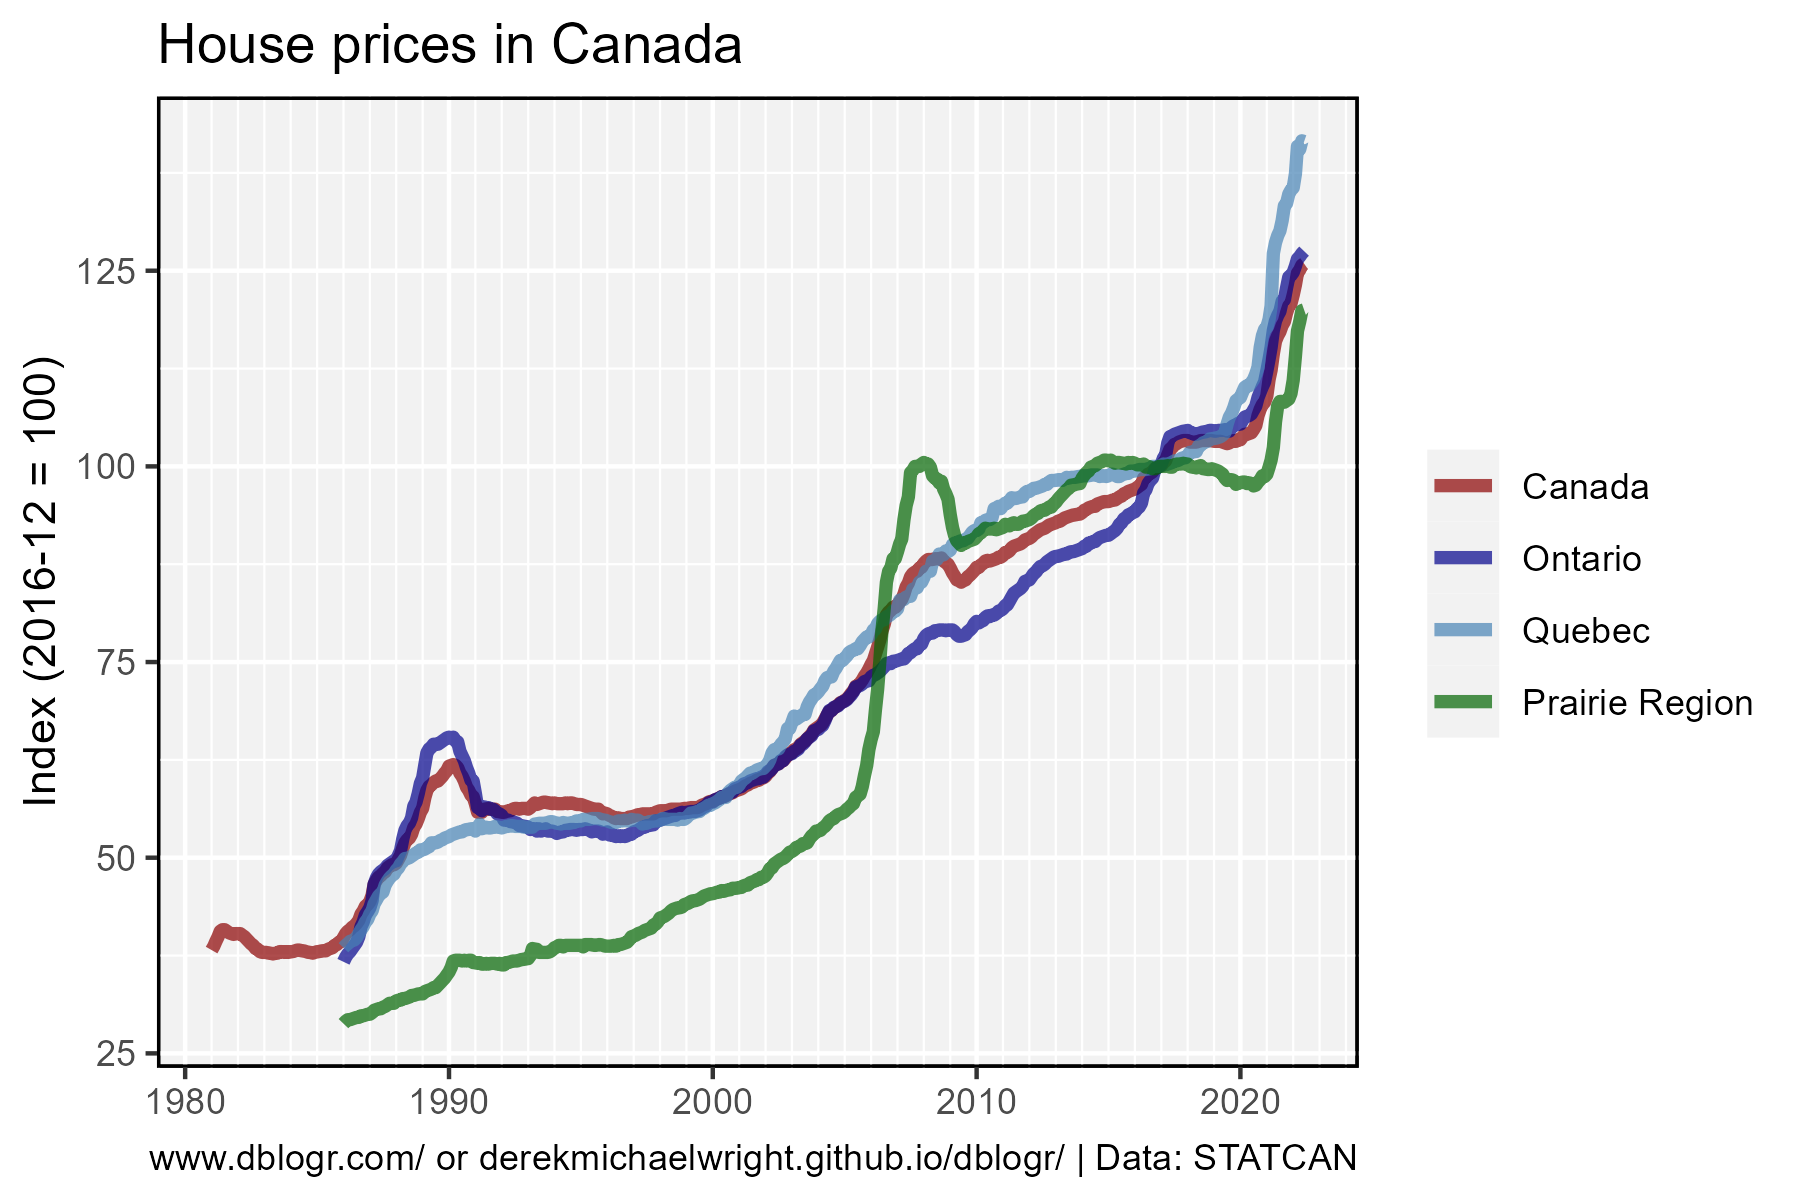 House prices in Canada
Index (2016-12 = 100)
125
100
75
50
25
1980 1990 2000 2010 2020
Canada
Ontario
Quebec
Prairie Region
www.dblogr.com/ or derekmichaelwright.github.io/dblogr/ | Data: STATCAN